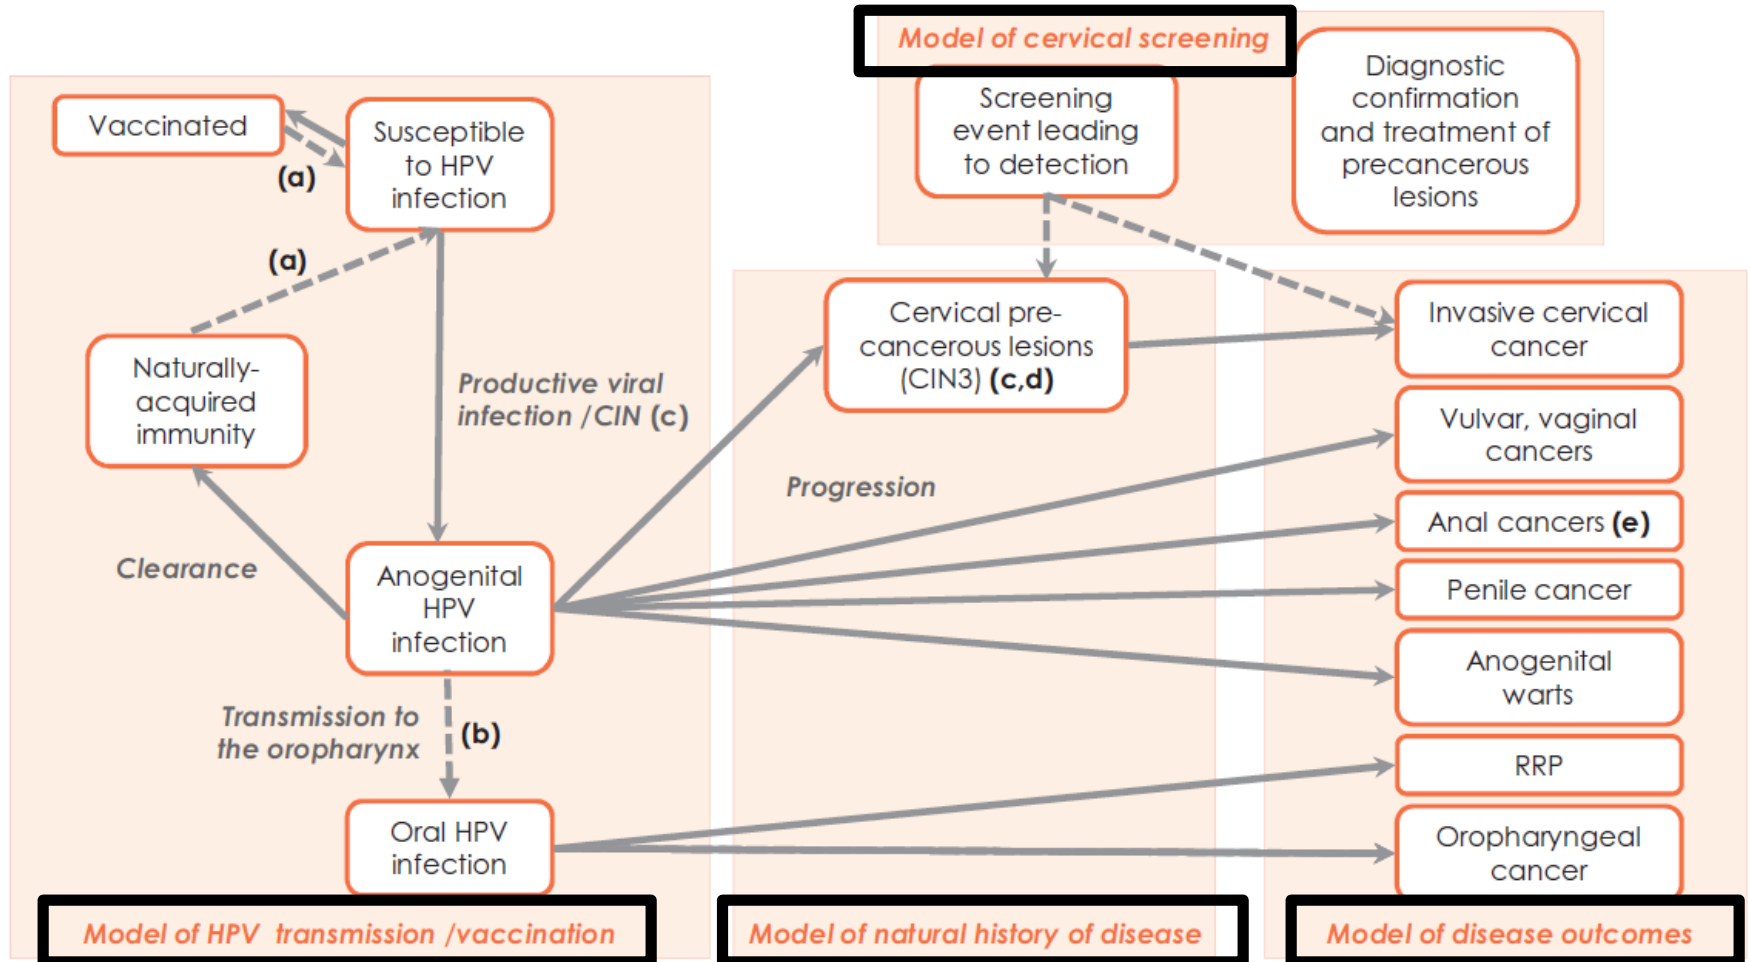 Model of cervical screening
Screening
event leading
to detection
Diagnostic
confirmation
and treatment of
precancerous
lesions
Vaccinated
(a)
Susceptible
to HPV
infection
(a)
Naturally-
acquired
immunity
Productive viral
infection /CIN (c)
Clearance
Anogenital
HPV
infection
Transmission to
the oropharynx
(b)
Oral HPV
infection
Model of HPV transmission /vaccination
Cervical pre-
cancerous lesions
(CIN3) (c,d)
Progression
Model of natural history of disease
Invasive cervical
cancer
Vulvar, vaginal
cancers
Anal cancers (e)
Penile cancer
Anogenital
warts
RRP
Oropharyngeal
cancer
Model of disease outcomes